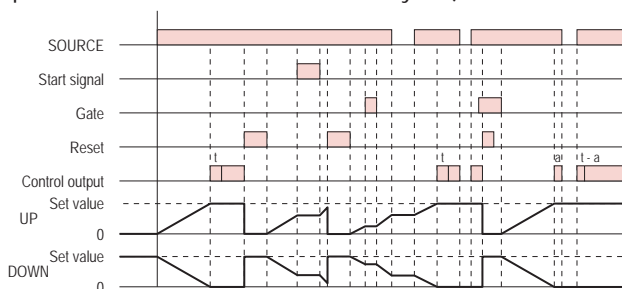 SOURCE
Start signal
Gate
Reset
t t a t - a
Control output
Set value
UP
0
Set value
DOWN
0